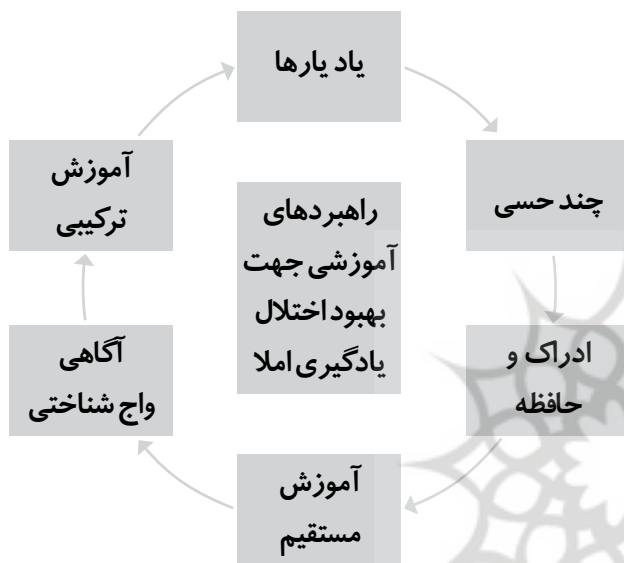 یاد یارها
چند حسی
ادراک و
حافظه
آموزش
مستقیم
آگاهی
واج شناختی
آموزش
ترکیبی
راهبردهای
آموزشی جهت
بهبود اختلال
یادگیری املا